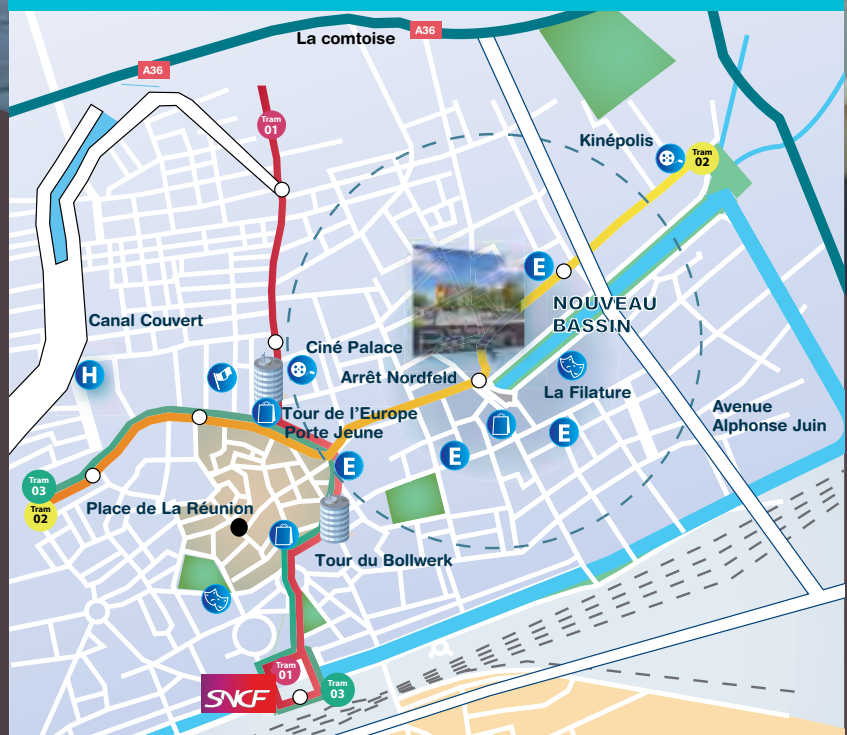 A36
La comtoise
A36
Tram
01
Kinépolis
Tram
02
E
NOUVEAU
BASSIN
Canal Couvert
Ciné Palace
H
Arrêt Nordfeld
La Filature
Tour de l'Europe
Porte Jeune
Avenue
Alphonse Juin
E
E
E
Tram
03
Tram
02
Place de La Réunion
Tour du Bollwerk
Tram
01
SNCF
Tram
03